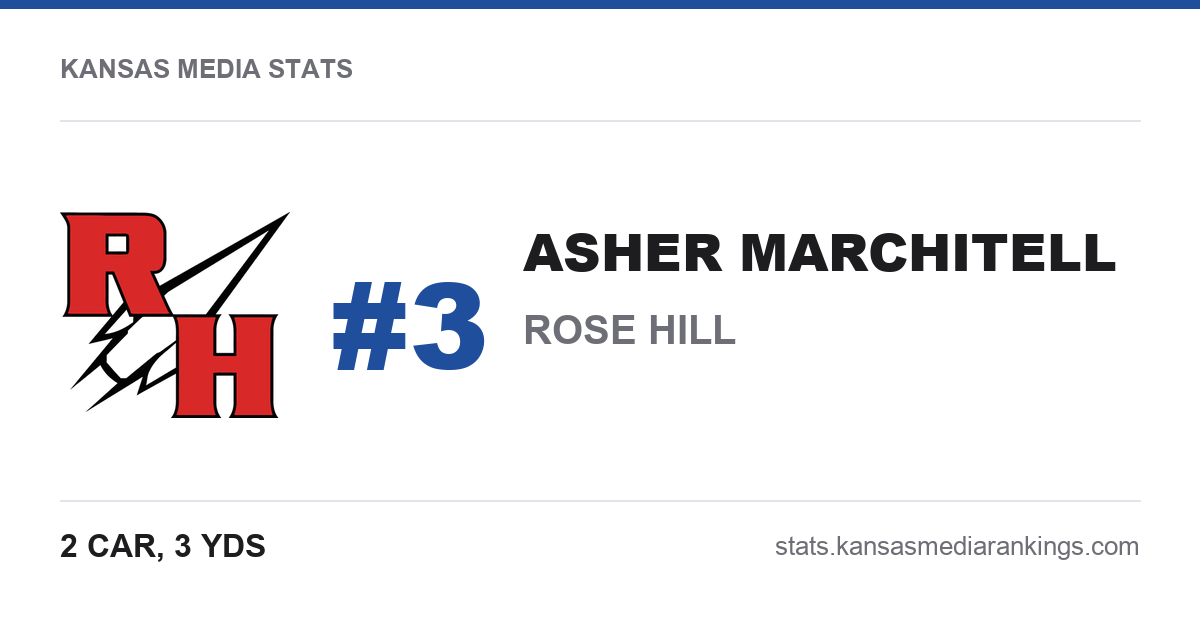 KANSAS MEDIA STATS
RH
#3
ASHER MARCHITELL
ROSE HILL
2 CAR, 3 YDS
stats.kansasmediarankings.com